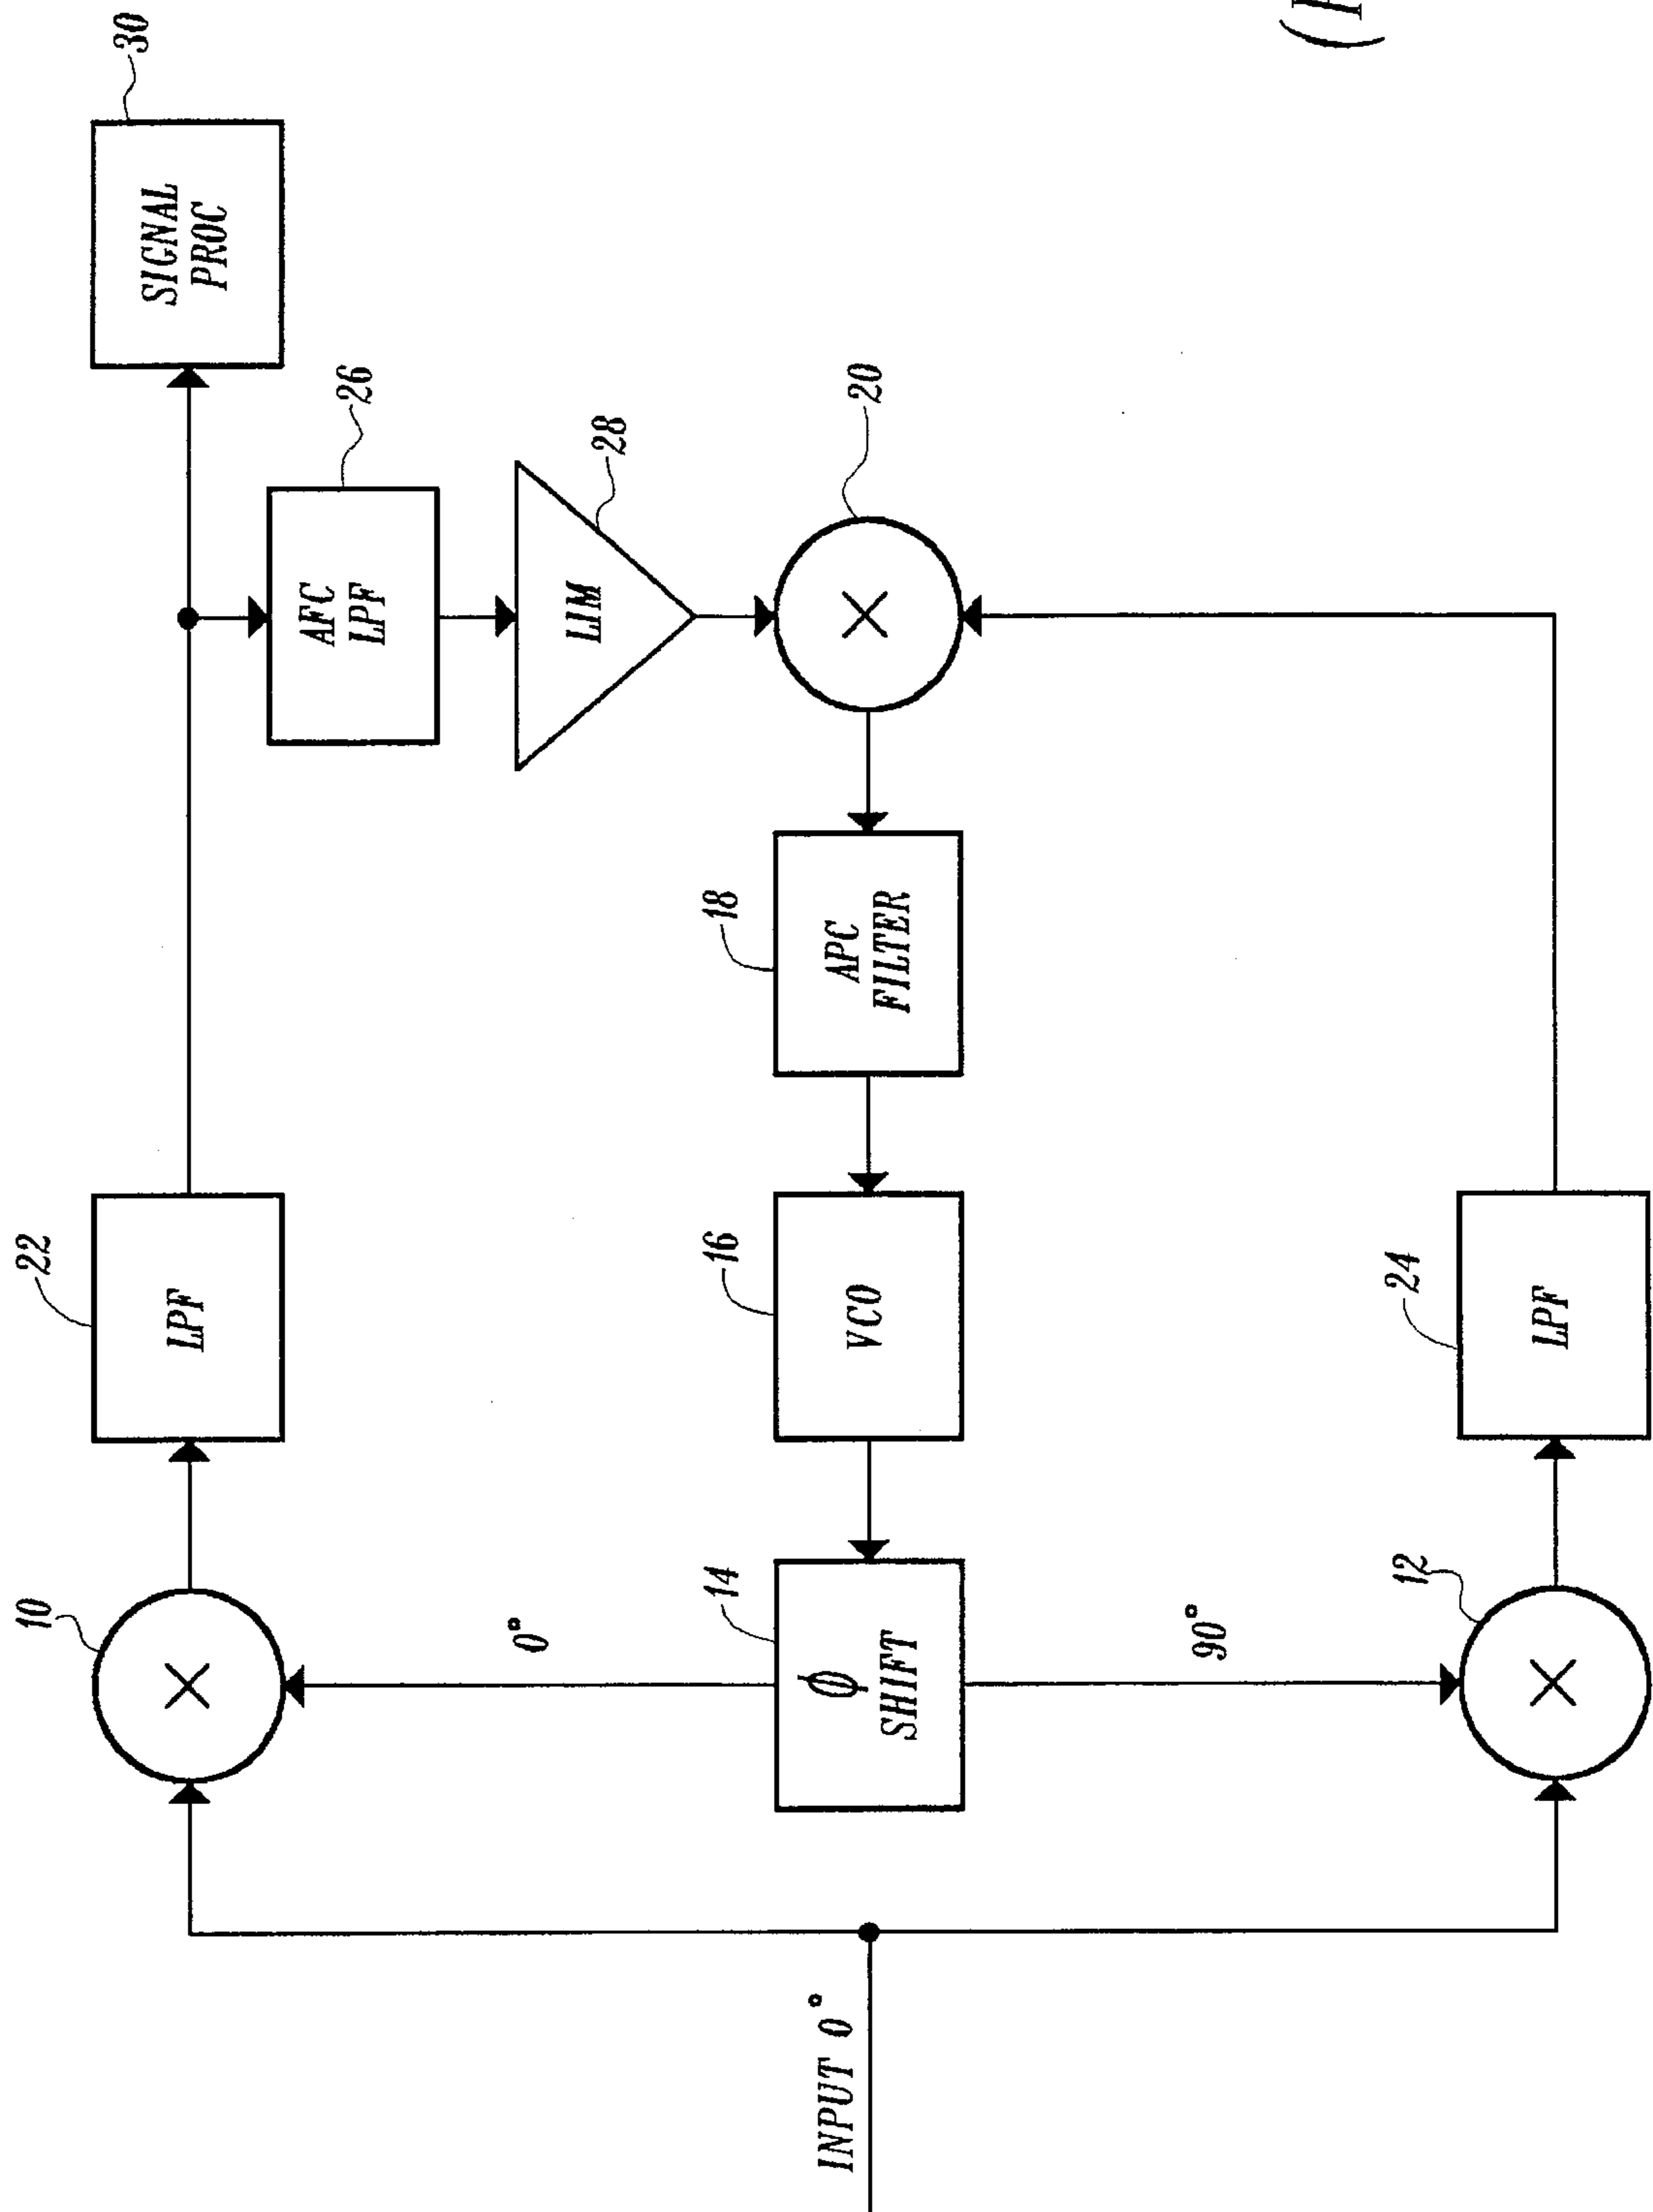 10
22
LPF
SIGNAL
PROC
30
AFC
LPF
26
LIM
28
0°
INPUT 0°
ϕ
SHIFT
14
VCO
16
APC
FILTER
18
20
90°
12
LPF
24
(